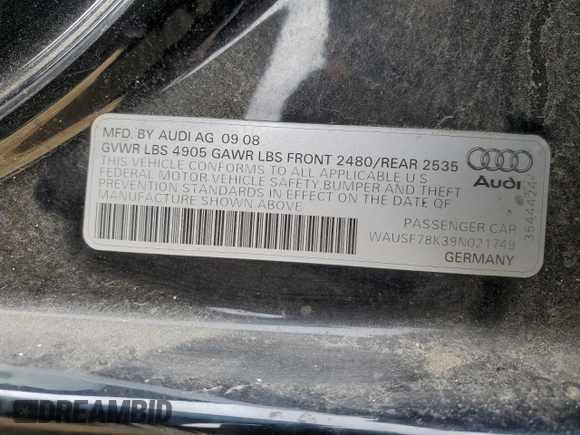 MFD. BY AUDI AG 09 08
GVWR LBS 4905 GAWR LBS FRONT 2480/REAR 2535
THIS VEHICLE CONFORMS TO ALL APPLICABLE U S
FEDERAL MOTOR VEHICLE SAFETY, BUMPER AND THEFT
PREVENTION STANDARDS IN EFFECT ON THE DATE OF
MANUFACTURE SHOWN ABOVE
Audi
3544424
PASSENGER CAR
WAUSF78K39N021749
GERMANY
DREAMBID